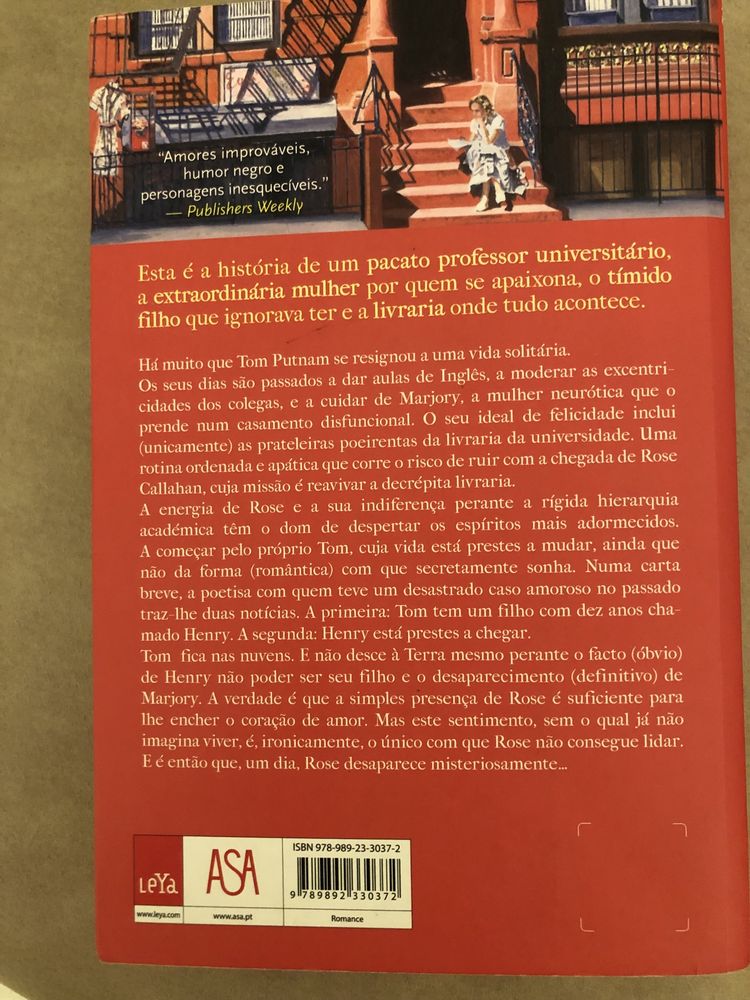 “Amores improváveis,
humor negro e
personagens inesquecíveis.”
— Publishers Weekly
Esta é a história de um pacato professor universitário,
a extraordinária mulher por quem se apaixona, o tímido
filho que ignorava ter e a livraria onde tudo acontece.
Há muito que Tom Putnam se resignou a uma vida solitária.
Os seus dias são passados a dar aulas de Inglês, a moderar as excentri-
cidades dos colegas, e a cuidar de Marjory, a mulher neurótica que o
prende num casamento disfuncional. O seu ideal de felicidade inclui
(unicamente) as prateleiras poeirentas da livraria da universidade. Uma
rotina ordenada e apática que corre o risco de ruir com a chegada de Rose
Callahan, cuja missão é reavivar a decrépita livraria.
A energia de Rose e a sua indiferença perante a rígida hierarquia
académica têm o dom de despertar os espíritos mais adormecidos.
A começar pelo próprio Tom, cuja vida está prestes a mudar, ainda que
não da forma (romântica) com que secretamente sonha. Numa carta
breve, a poetisa com quem teve um desastrado caso amoroso no passado
traz-lhe duas notícias. A primeira: Tom tem um filho com dez anos cha-
mado Henry. A segunda: Henry está prestes a chegar.
Tom fica nas nuvens. E não desce à Terra mesmo perante o facto (óbvio)
de Henry não poder ser seu filho e o desaparecimento (definitivo) de
Marjory. A verdade é que a simples presença de Rose é suficiente para
lhe encher o coração de amor. Mas este sentimento, sem o qual já não
imagina viver, é, ironicamente, o único com que Rose não consegue lidar.
E é então que, um dia, Rose desaparece misteriosamente...
LeYa
www.leya.com
ASA
www.asa.pt
ISBN 978-989-23-3037-2
9 789892 330372
Romance